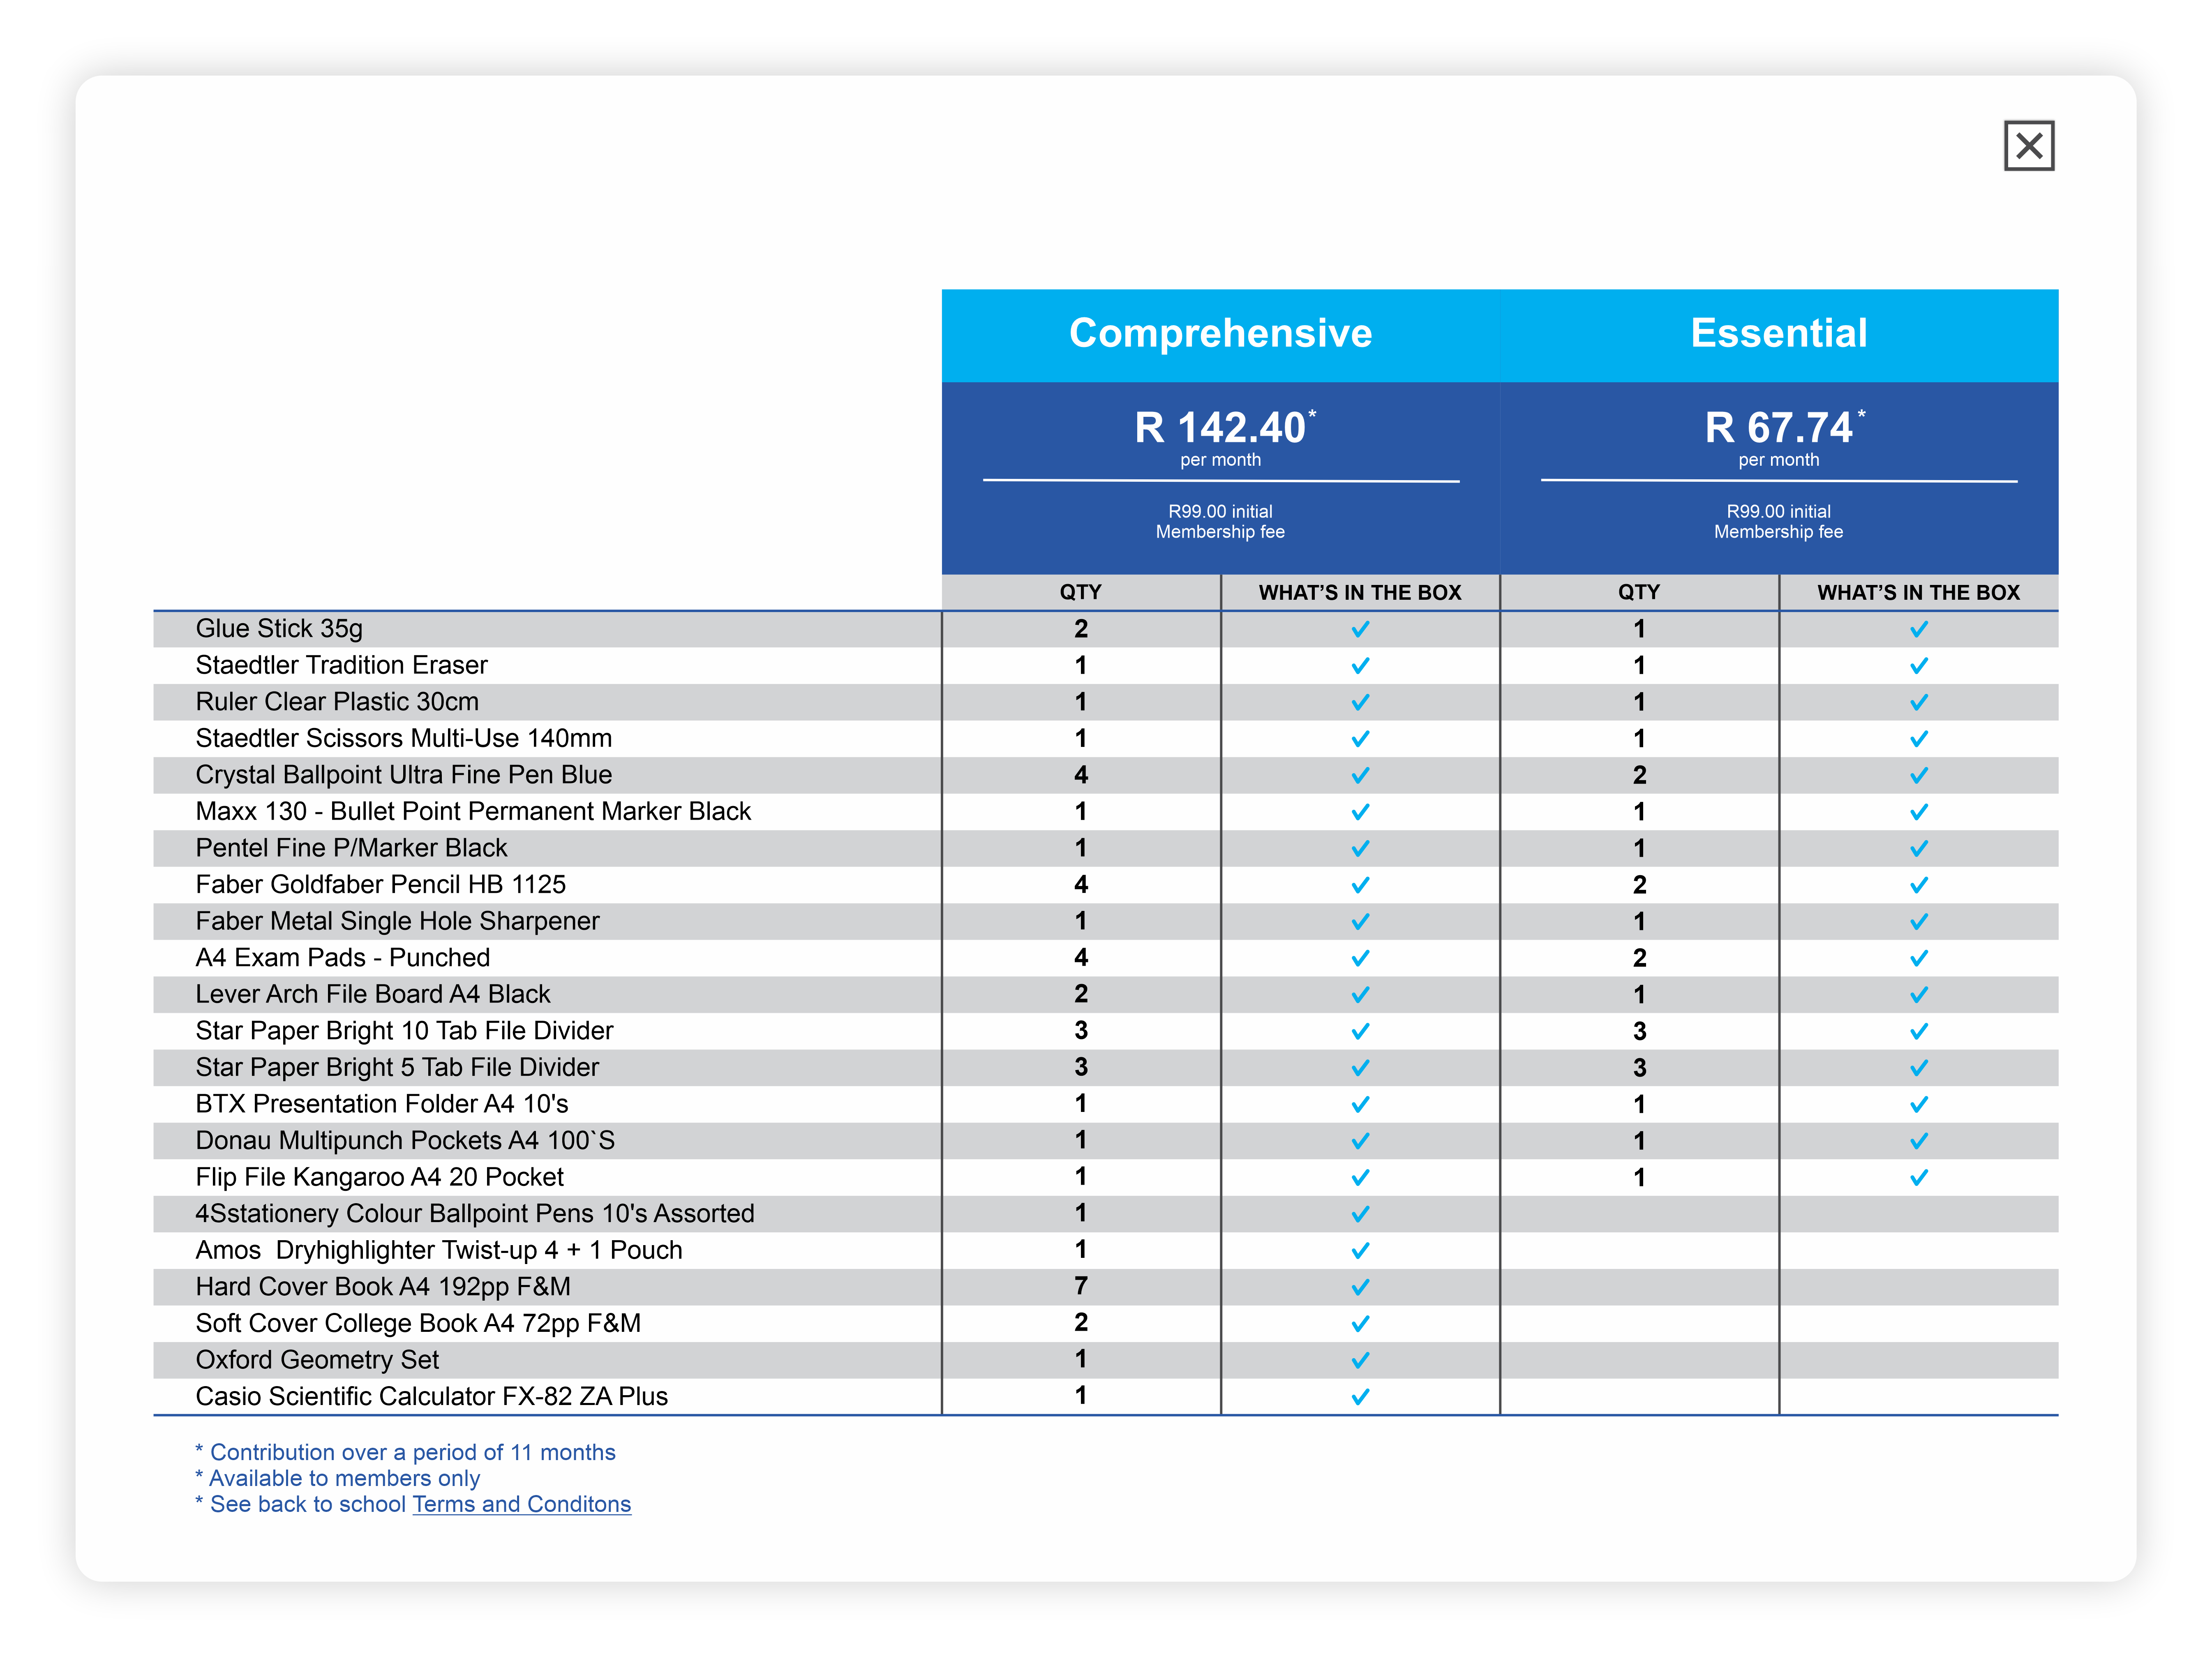 Comprehensive Essential
R 142.40* R 67.74*
per month per month
R99.00 initial R99.00 initial
Membership fee Membership fee
QTY WHAT'S IN THE BOX QTY WHAT'S IN THE BOX
Glue Stick 35g 2 ✓ 1 ✓
Staedtler Tradition Eraser 1 ✓ 1 ✓
Ruler Clear Plastic 30cm 1 ✓ 1 ✓
Staedtler Scissors Multi-Use 140mm 1 ✓ 1 ✓
Crystal Ballpoint Ultra Fine Pen Blue 4 ✓ 2 ✓
Maxx 130 - Bullet Point Permanent Marker Black 1 ✓ 1 ✓
Pentel Fine P/Marker Black 1 ✓ 1 ✓
Faber Goldfaber Pencil HB 1125 4 ✓ 2 ✓
Faber Metal Single Hole Sharpener 1 ✓ 1 ✓
A4 Exam Pads - Punched 4 ✓ 2 ✓
Lever Arch File Board A4 Black 2 ✓ 1 ✓
Star Paper Bright 10 Tab File Divider 3 ✓ 3 ✓
Star Paper Bright 5 Tab File Divider 3 ✓ 3 ✓
BTX Presentation Folder A4 10's 1 ✓ 1 ✓
Donau Multipunch Pockets A4 100`S 1 ✓ 1 ✓
Flip File Kangaroo A4 20 Pocket 1 ✓ 1 ✓
4Sstationery Colour Ballpoint Pens 10's Assorted 1 ✓
Amos  Dryhighlighter Twist-up 4 + 1 Pouch 1 ✓
Hard Cover Book A4 192pp F&M 7 ✓
Soft Cover College Book A4 72pp F&M 2 ✓
Oxford Geometry Set 1 ✓
Casio Scientific Calculator FX-82 ZA Plus 1 ✓
* Contribution over a period of 11 months
* Available to members only
* See back to school Terms and Conditons